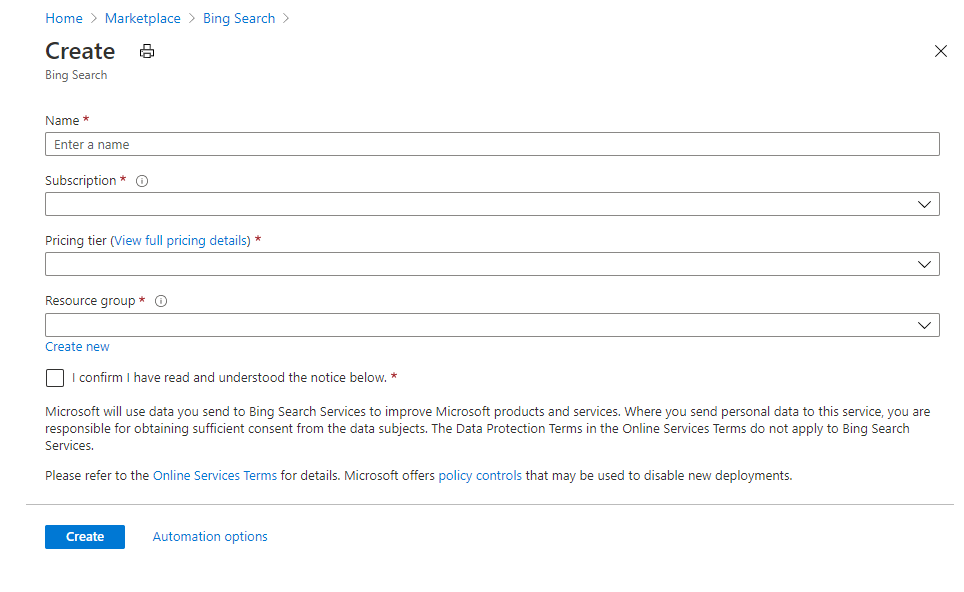 Home > Marketplace > Bing Search >
Create
Bing Search
Name *
Enter a name
Subscription *
Pricing tier (View full pricing details) *
Resource group *
Create new
I confirm I have read and understood the notice below. *
Microsoft will use data you send to Bing Search Services to improve Microsoft products and services. Where you send personal data to this service, you are
responsible for obtaining sufficient consent from the data subjects. The Data Protection Terms in the Online Services Terms do not apply to Bing Search
Services.
Please refer to the Online Services Terms for details. Microsoft offers policy controls that may be used to disable new deployments.
Create Automation options